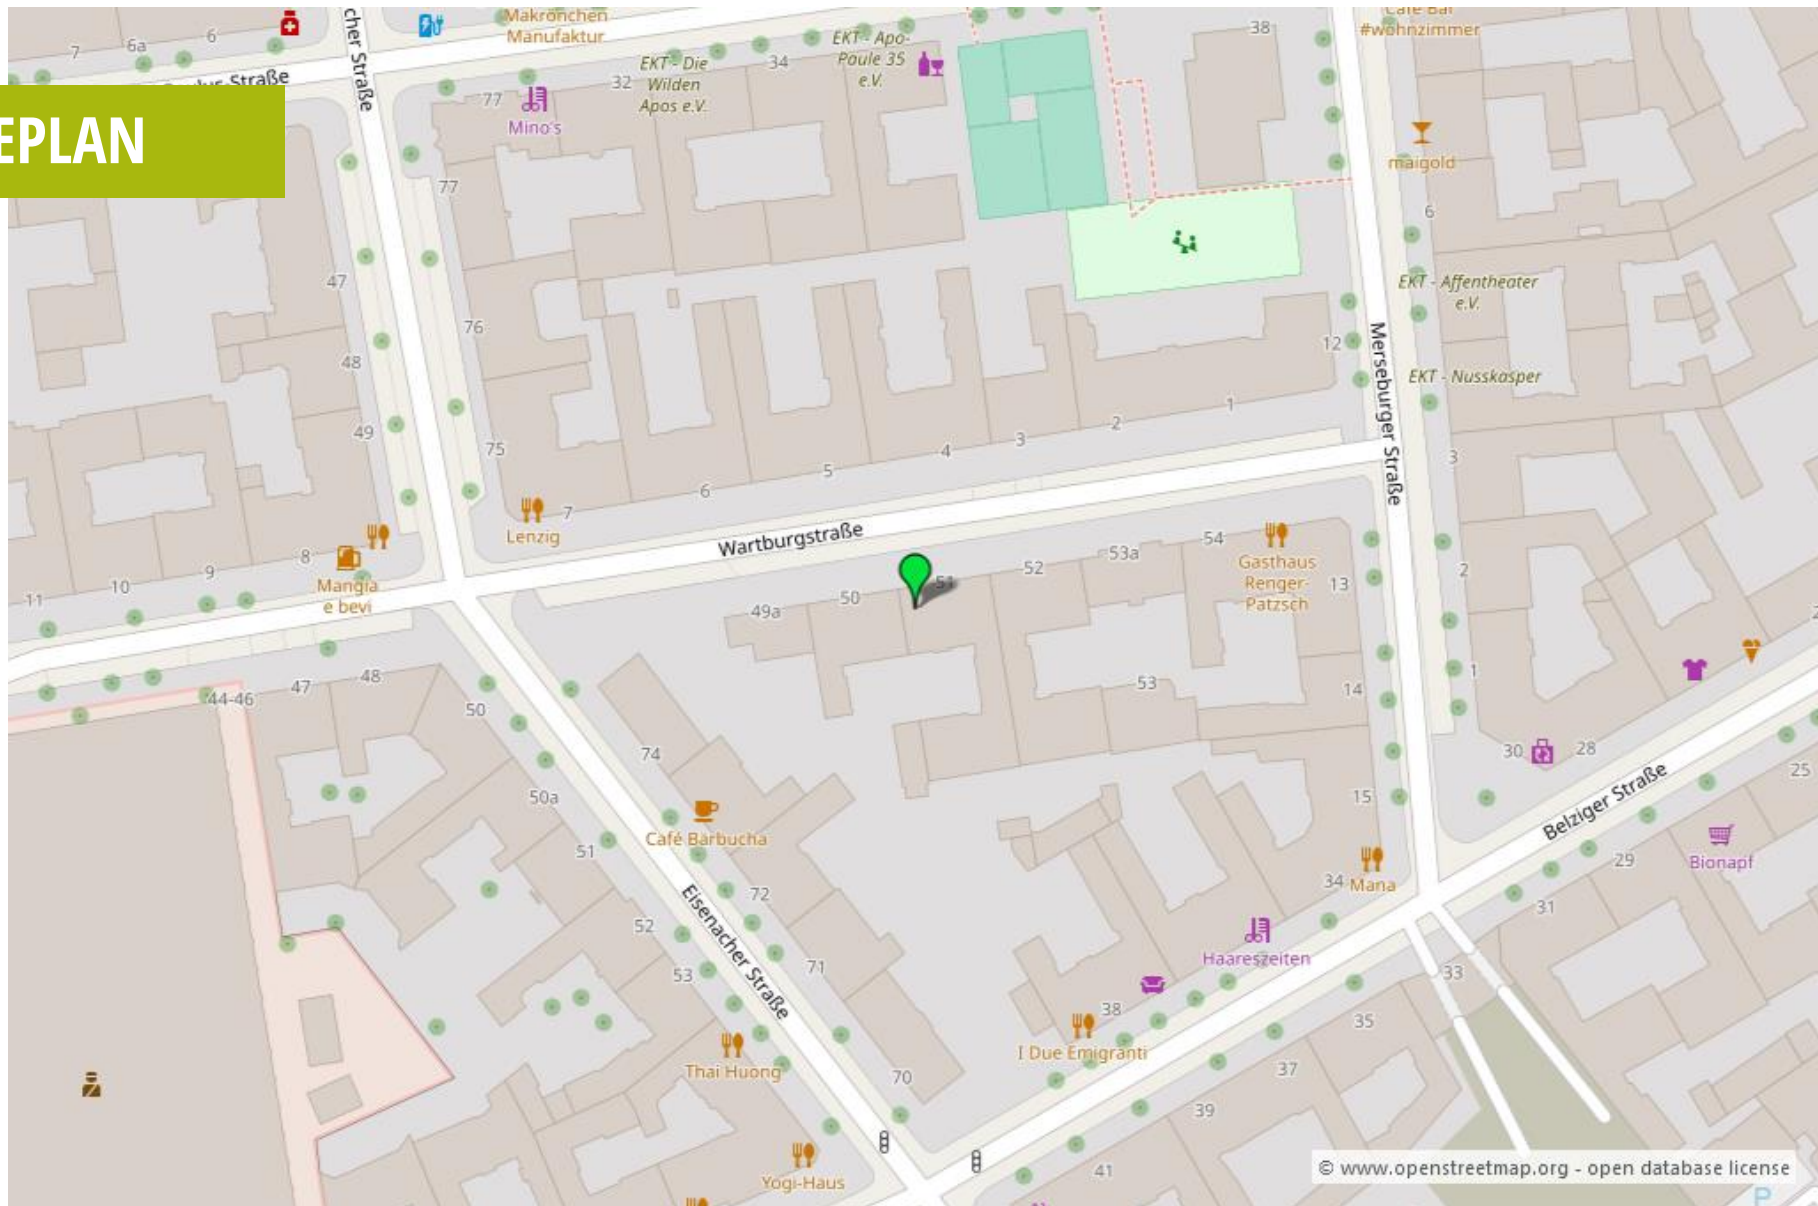 EPLAN
Makrönchen
Manufaktur
Café Bar
#wohnzimmer
7
6a
6
cher Straße
32
EKT - Die
Wilden
Apos e.V.
34
EKT - Apo-
Paule 35
e.V.
38
77
Mino's
maigold
77
6
47
EKT - Affentheater
e.V.
76
12
48
EKT - Nusskasper
Merseburger Straße
49
75
1
2
3
4
5
6
7
3
Lenzig
Wartburgstraße
8
9
10
11
Mangia
e bevi
49a
50
51
52
53a
54
Gasthaus
Renger-
Patzsch
13
2
44-46
47
48
50
53
14
1
74
30
28
25
50a
15
Belziger Straße
Café Barbucha
51
Bionapf
29
72
34
Mana
31
Eisenacher Straße
52
53
71
Haareszeiten
33
38
35
I Due Emigranti
Thai Huong
70
37
39
41
Yogi-Haus
© www.openstreetmap.org - open database license
P